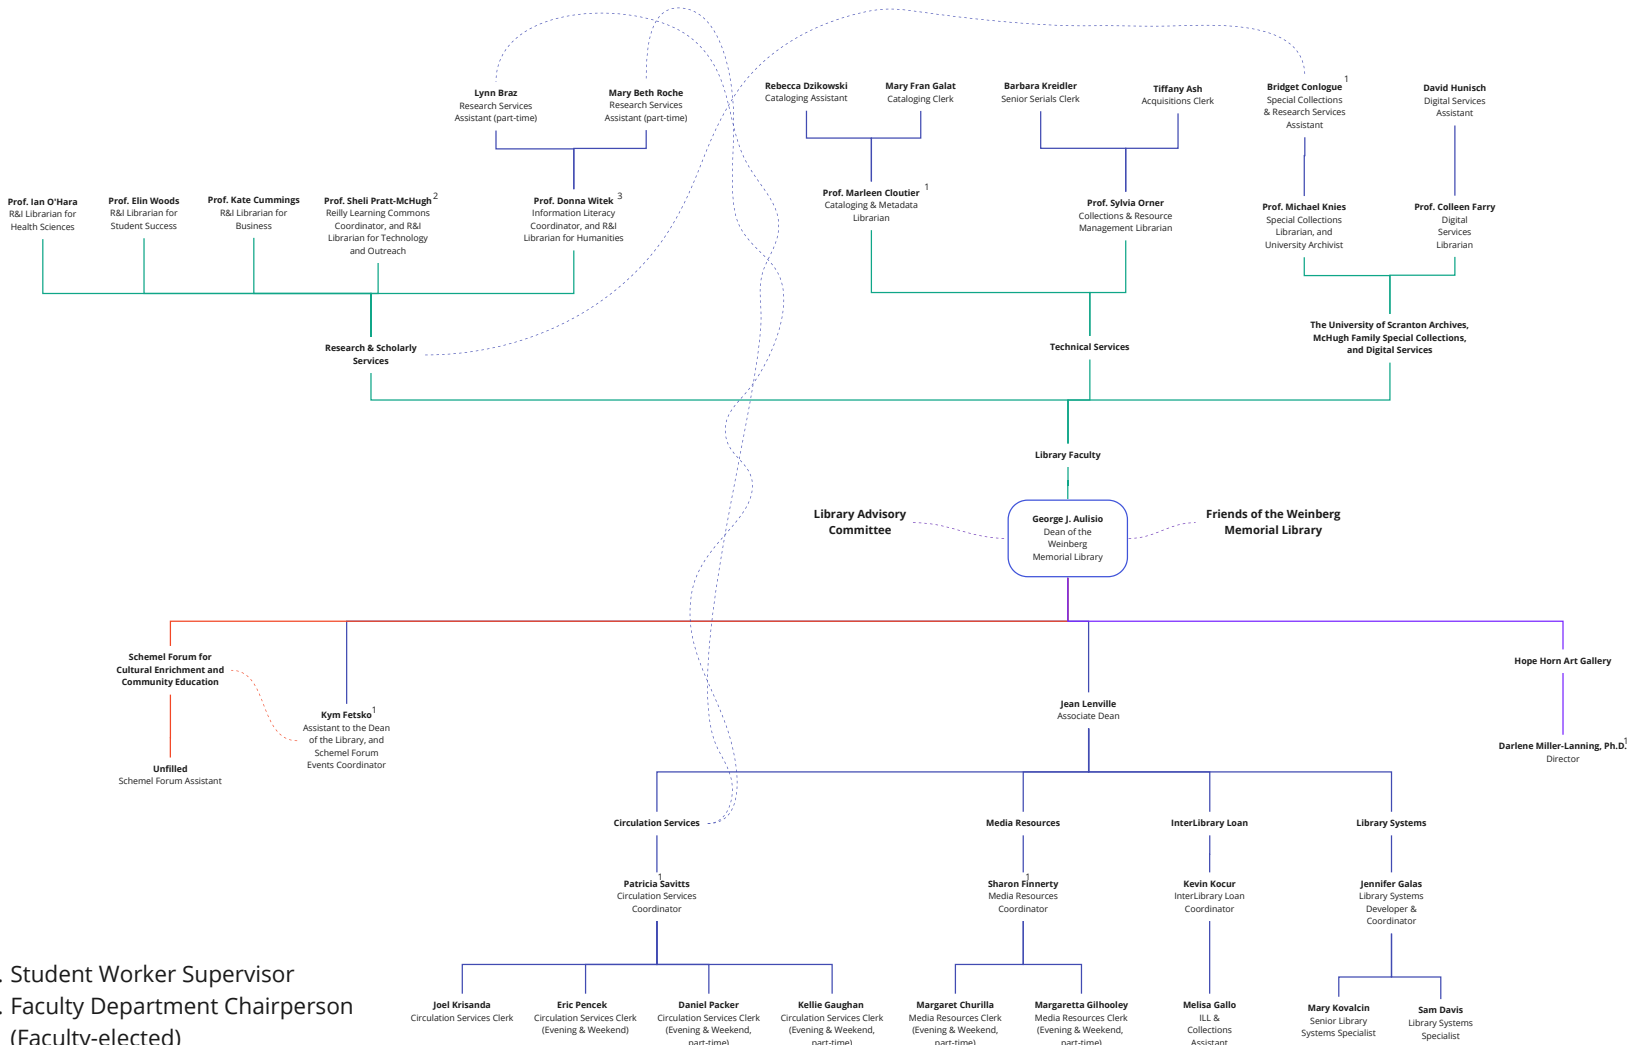 Lynn Braz
Research Services
Assistant (part-time)
Mary Beth Roche
Research Services
Assistant (part-time)
Rebecca Dzikowski
Cataloging Assistant
Mary Fran Galat
Cataloging Clerk
Barbara Kreidler
Senior Serials Clerk
Tiffany Ash
Acquisitions Clerk
Bridget Conlogue 1
Special Collections
& Research Services
Assistant
David Hunisch
Digital Services
Assistant
Prof. Ian O'Hara
R&I Librarian for
Health Sciences
Prof. Elin Woods
R&I Librarian for
Student Success
Prof. Kate Cummings
R&I Librarian for
Business
Prof. Sheli Pratt-McHugh 2
Reilly Learning Commons
Coordinator, and R&I
Librarian for Technology
and Outreach
Prof. Donna Witek 3
Information Literacy
Coordinator, and R&I
Librarian for Humanities
Prof. Marleen Cloutier 1
Cataloging & Metadata
Librarian
Prof. Sylvia Orner
Collections & Resource
Management Librarian
Prof. Michael Knies
Special Collections
Librarian, and
University Archivist
Prof. Colleen Farry
Digital
Services
Librarian
Research & Scholarly
Services
Technical Services
The University of Scranton Archives,
McHugh Family Special Collections,
and Digital Services
Library Faculty
Library Advisory
Committee
George J. Aulisio
Dean of the
Weinberg
Memorial Library
Friends of the Weinberg
Memorial Library
Schemel Forum for
Cultural Enrichment and
Community Education
Kym Fetsko 1
Assistant to the Dean
of the Library, and
Schemel Forum
Events Coordinator
Unfilled
Schemel Forum Assistant
Jean Lenville
Associate Dean
Hope Horn Art Gallery
Darlene Miller-Lanning, Ph.D. 1
Director
Circulation Services
Media Resources
InterLibrary Loan
Library Systems
Patricia Savitts 1
Circulation Services
Coordinator
Sharon Finnerty 1
Media Resources
Coordinator
Kevin Kocur
InterLibrary Loan
Coordinator
Jennifer Galas
Library Systems
Developer &
Coordinator
Joel Krisanda
Circulation Services Clerk
Eric Pencek
Circulation Services Clerk
(Evening & Weekend)
Daniel Packer
Circulation Services Clerk
(Evening & Weekend,
part-time)
Kellie Gaughan
Circulation Services Clerk
(Evening & Weekend,
part-time)
Margaret Churilla
Media Resources Clerk
(Evening & Weekend,
part-time)
Margaretta Gilhooley
Media Resources Clerk
(Evening & Weekend,
part-time)
Melisa Gallo
ILL &
Collections
Assistant
Mary Kovalcin
Senior Library
Systems Specialist
Sam Davis
Library Systems
Specialist
. Student Worker Supervisor
. Faculty Department Chairperson
(Faculty-elected)